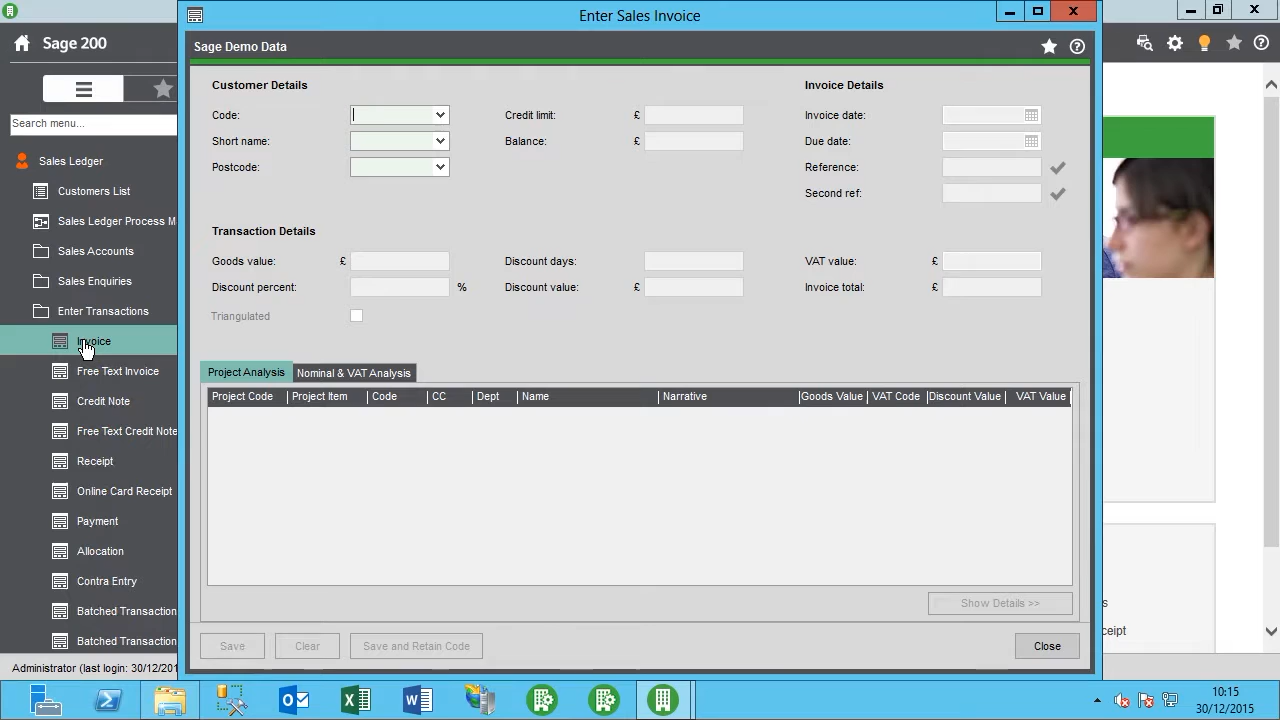 Enter Sales Invoice
Sage 200
Search menu...
Sales Ledger
Customers List
Sales Ledger Process M
Sales Accounts
Sales Enquiries
Enter Transactions
Invoice
Free Text Invoice
Credit Note
Free Text Credit Note
Receipt
Online Card Receipt
Payment
Allocation
Contra Entry
Batched Transaction
Batched Transaction
Administrator (last login: 30/12/201
Sage Demo Data
Customer Details
Code:
Short name:
Postcode:
Credit limit: £
Balance: £
Invoice Details
Invoice date:
Due date:
Reference:
Second ref:
Transaction Details
Goods value: £
Discount percent: %
Triangulated
Discount days:
Discount value: £
VAT value: £
Invoice total: £
Project Analysis Nominal & VAT Analysis
Project Code Project Item Code CC Dept Name Narrative Goods Value VAT Code Discount Value VAT Value
Show Details >>
Save Clear Save and Retain Code Close
s
ceipt
10:15
30/12/2015